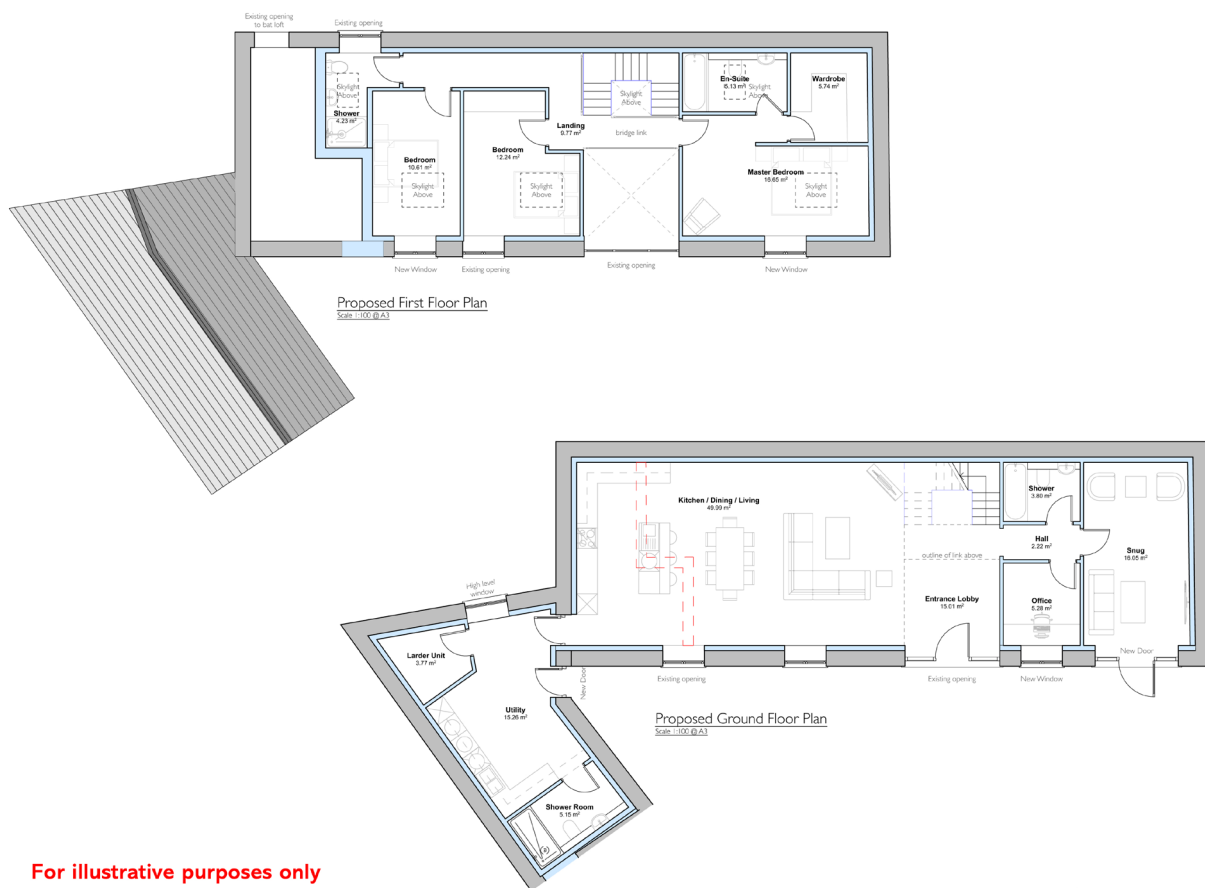 Existing opening
to bat loft
Existing opening
Skylight
Above
Shower
4.23 m²
Bedroom
10.61 m²
Skylight
Above
Bedroom
12.24 m²
Skylight
Above
Landing
9.77 m²
Skylight
Above
bridge link
En-Suite
5.13 m²
Skylight
Above
Wardrobe
5.74 m²
Master Bedroom
Skylight
Above
New Window
Existing opening
Existing opening
New Window
Proposed First Floor Plan
Scale 1:100 @ A3
Kitchen / Dining / Living
49.99 m²
Shower
3.80 m²
Hall
2.22 m²
outline of link above
Snug
16.05 m²
Entrance Lobby
15.01 m²
Office
5.28 m²
New Door
High level
window
Larder Unit
3.77 m²
New Door
Utility
15.26 m²
Shower Room
5.15 m²
Existing opening
Existing opening
New Window
Proposed Ground Floor Plan
Scale 1:100 @ A3
For illustrative purposes only